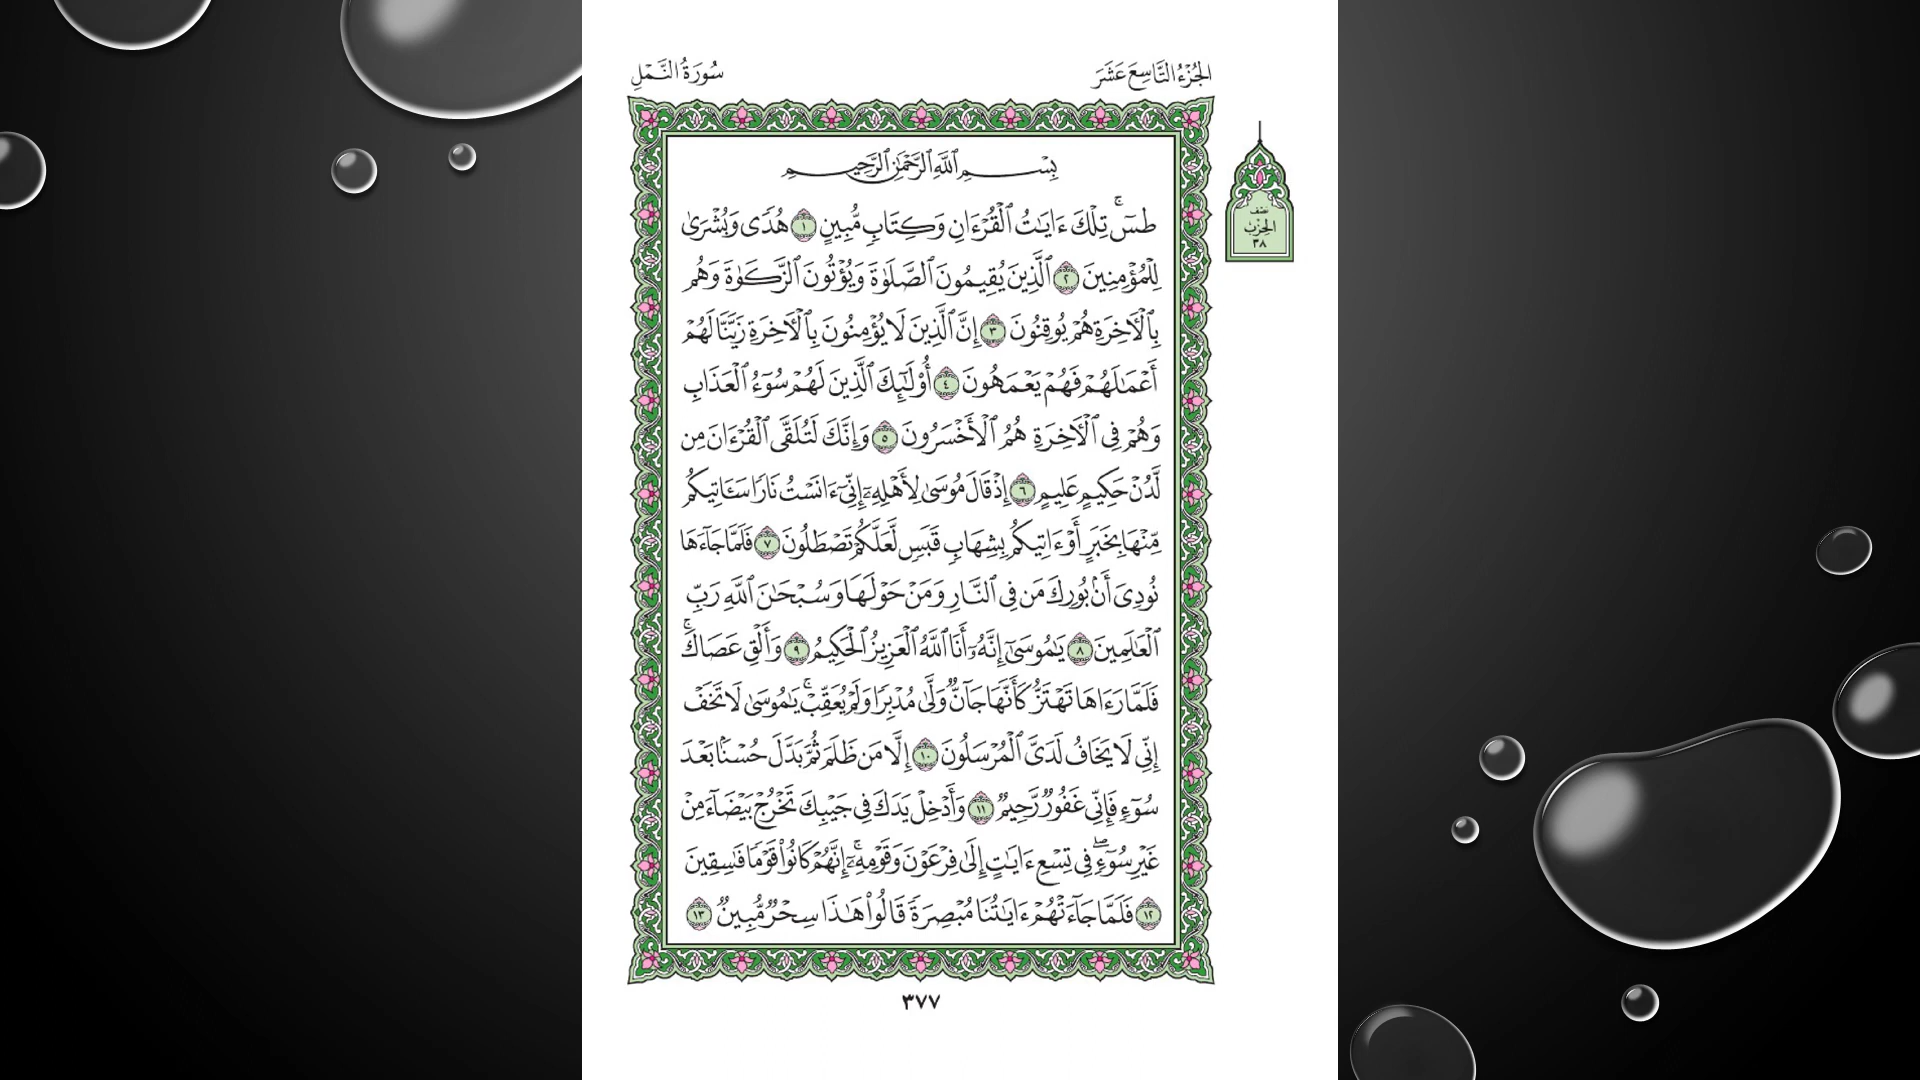 الجُزْءُ التَّاسِعَ عَشَرَ
سُورَةُ النَّمْلِ
بِسْمِ ٱللَّهِ ٱلرَّحْمَٰنِ ٱلرَّحِيمِ
طسٓۚ تِلْكَ ءَايَٰتُ ٱلْقُرْءَانِ وَكِتَابٍ مُّبِينٍ ١ هُدًى وَبُشْرَىٰ
لِلْمُؤْمِنِينَ ٢ ٱلَّذِينَ يُقِيمُونَ ٱلصَّلَوٰةَ وَيُؤْتُونَ ٱلزَّكَوٰةَ وَهُم
بِٱلْأٓخِرَةِ هُمْ يُوقِنُونَ ٣ إِنَّ ٱلَّذِينَ لَا يُؤْمِنُونَ بِٱلْأٓخِرَةِ زَيَّنَّا لَهُمْ
أَعْمَٰلَهُمْ فَهُمْ يَعْمَهُونَ ٤ أُو۟لَٰٓئِكَ ٱلَّذِينَ لَهُمْ سُوٓءُ ٱلْعَذَابِ
وَهُمْ فِى ٱلْأٓخِرَةِ هُمُ ٱلْأَخْسَرُونَ ٥ وَإِنَّكَ لَتُلَقَّى ٱلْقُرْءَانَ مِن
لَّدُنْ حَكِيمٍ عَلِيمٍ ٦ إِذْ قَالَ مُوسَىٰ لِأَهْلِهِۦٓ إِنِّىٓ ءَانَسْتُ نَارًا سَـَٔاتِيكُم
مِّنْهَا بِخَبَرٍ أَوْ ءَاتِيكُم بِشِهَابٍ قَبَسٍ لَّعَلَّكُمْ تَصْطَلُونَ ٧ فَلَمَّا جَآءَهَا
نُودِىَ أَنۢ بُورِكَ مَن فِى ٱلنَّارِ وَمَنْ حَوْلَهَا وَسُبْحَٰنَ ٱللَّهِ رَبِّ
ٱلْعَٰلَمِينَ ٨ يَٰمُوسَىٰٓ إِنَّهُۥٓ أَنَا ٱللَّهُ ٱلْعَزِيزُ ٱلْحَكِيمُ ٩ وَأَلْقِ عَصَاكَۚ
فَلَمَّا رَءَاهَا تَهْتَزُّ كَأَنَّهَا جَآنٌّ وَلَّىٰ مُدْبِرًا وَلَمْ يُعَقِّبْۚ يَٰمُوسَىٰ لَا تَخَفْ
إِنِّى لَا يَخَافُ لَدَىَّ ٱلْمُرْسَلُونَ ١٠ إِلَّا مَن ظَلَمَ ثُمَّ بَدَّلَ حُسْنًۢا بَعْدَ
سُوٓءٍ فَإِنِّى غَفُورٌ رَّحِيمٌ ١١ وَأَدْخِلْ يَدَكَ فِى جَيْبِكَ تَخْرُجْ بَيْضَآءَ مِنْ
غَيْرِ سُوٓءٍۖ فِى تِسْعِ ءَايَٰتٍ إِلَىٰ فِرْعَوْنَ وَقَوْمِهِۦٓۚ إِنَّهُمْ كَانُوا۟ قَوْمًا فَٰسِقِينَ
١٢ فَلَمَّا جَآءَتْهُمْ ءَايَٰتُنَا مُبْصِرَةً قَالُوا۟ هَٰذَا سِحْرٌ مُّبِينٌ ١٣
نصف
الحِزْب
٣٨
٣٧٧